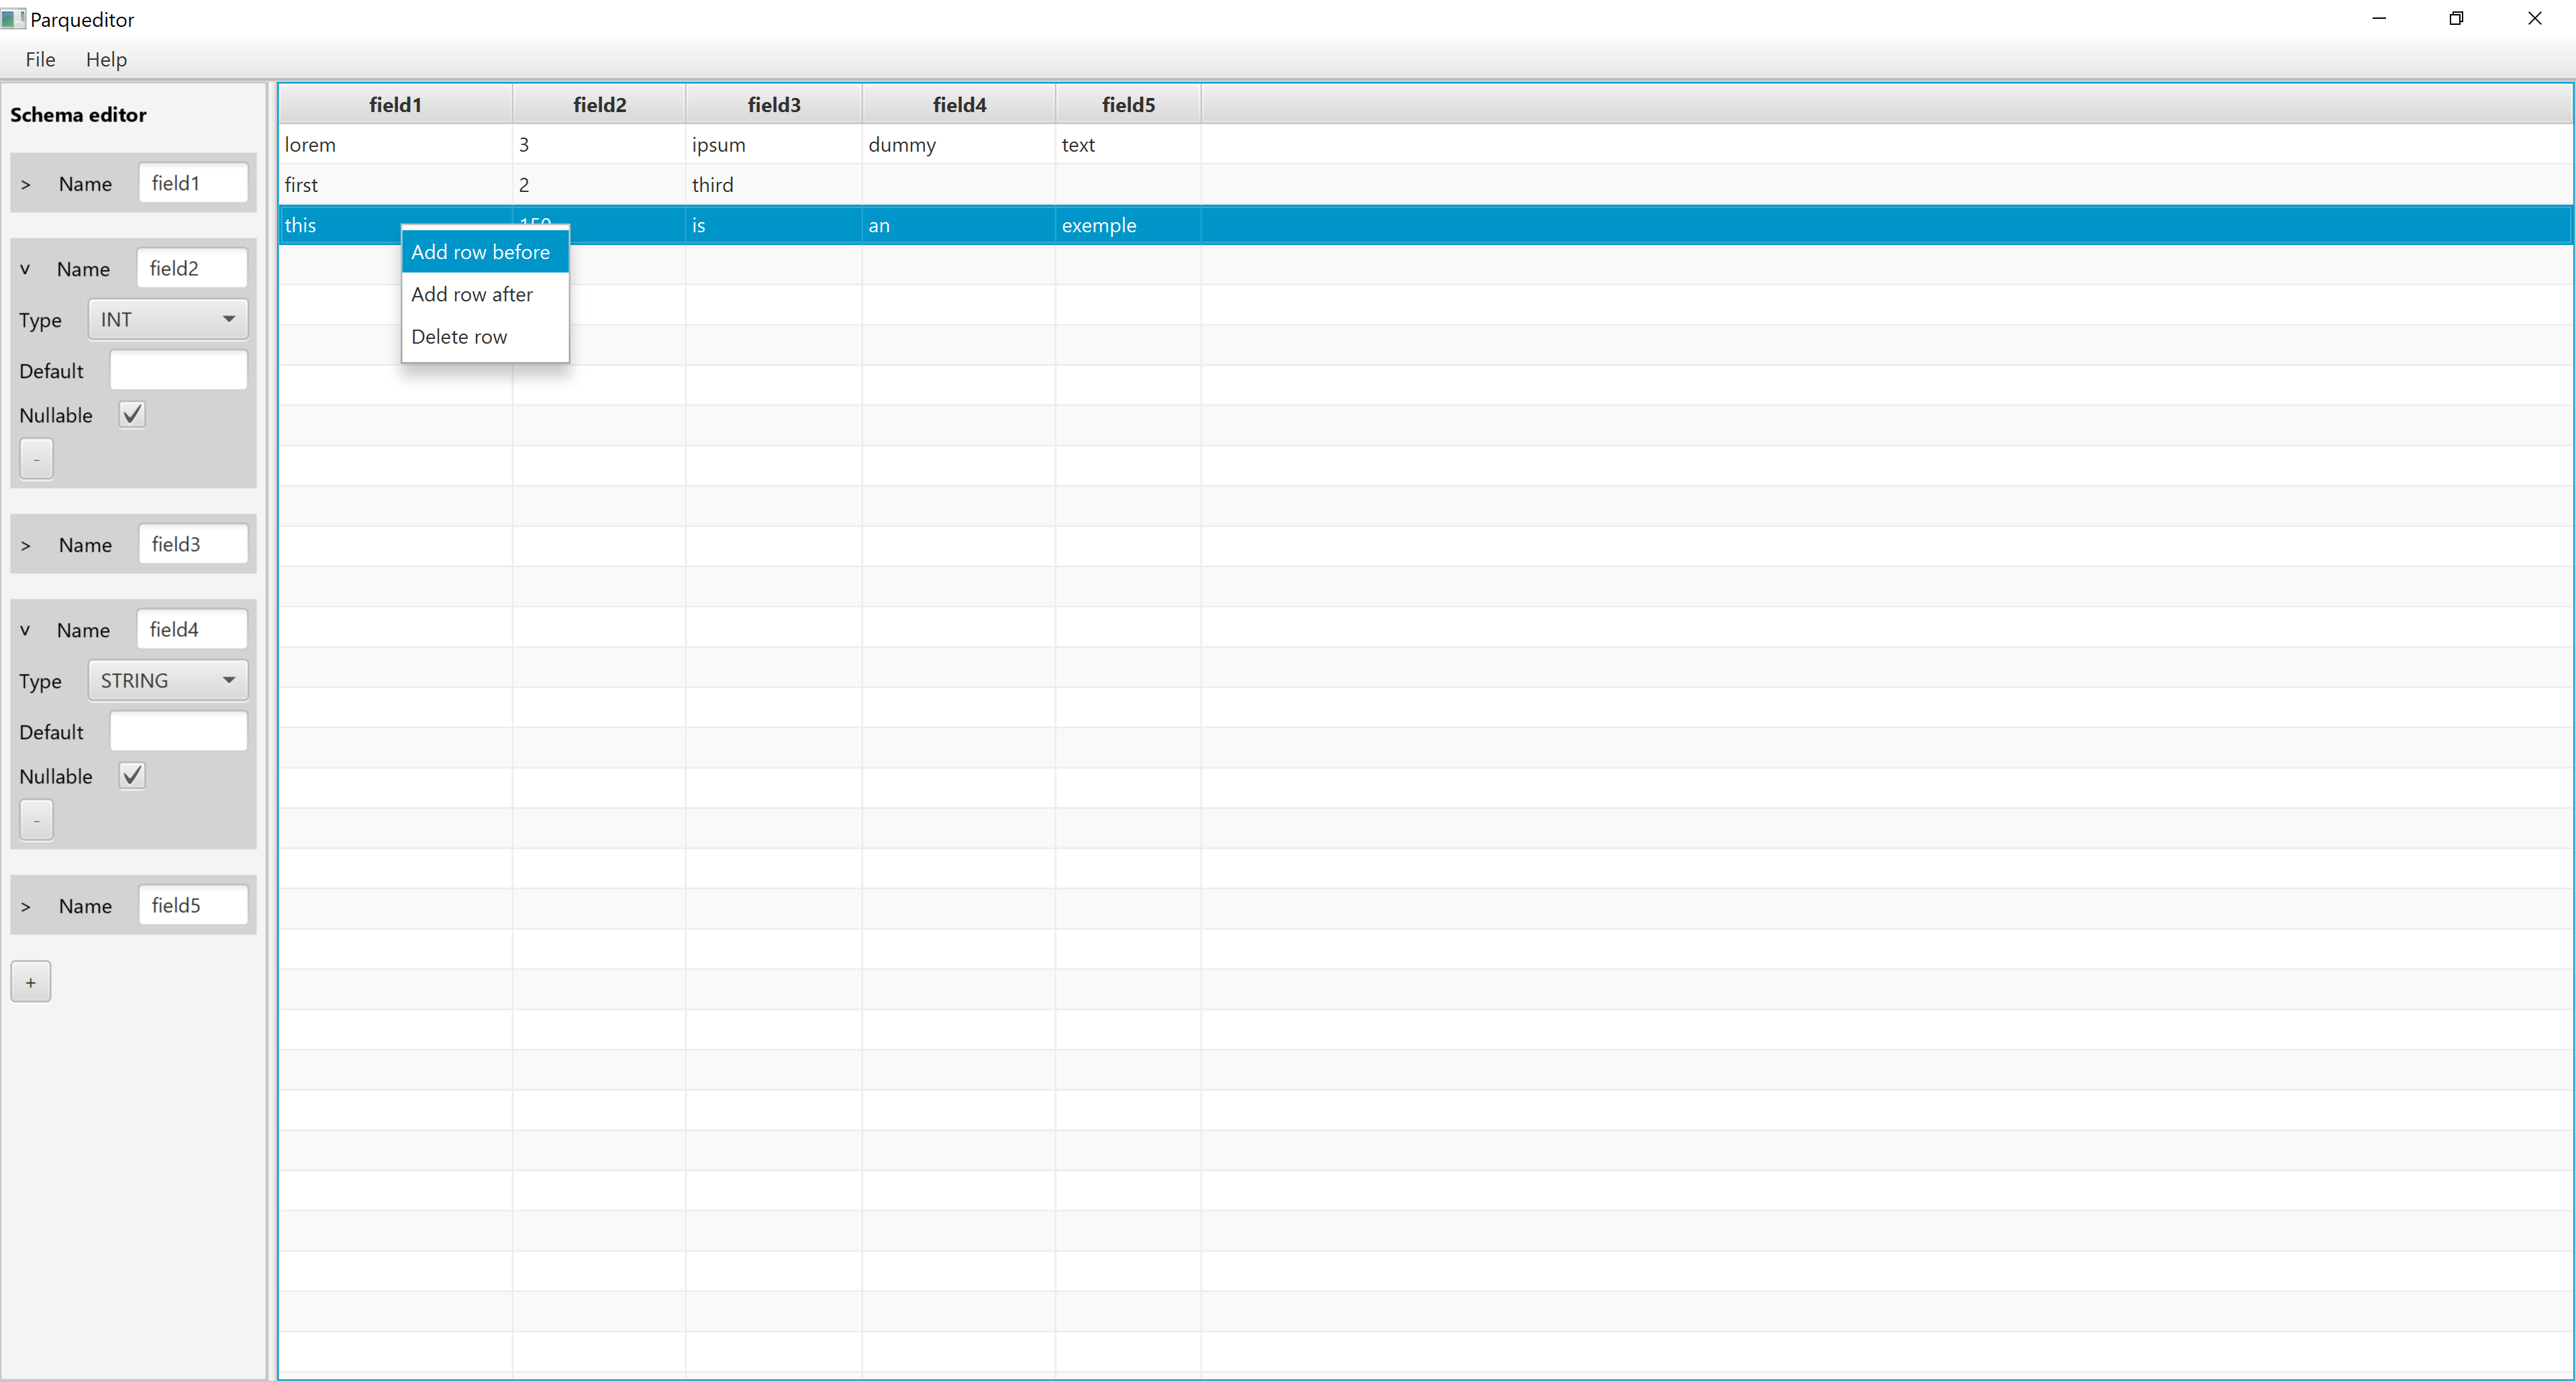 Parqueditor
File Help
Schema editor
> Name field1
v Name field2
Type INT
Default
Nullable
-
> Name field3
v Name field4
Type STRING
Default
Nullable
-
> Name field5
+
field1 field2 field3 field4 field5
lorem 3 ipsum dummy text
first 2 third
this 150 is an exemple
Add row before
Add row after
Delete row